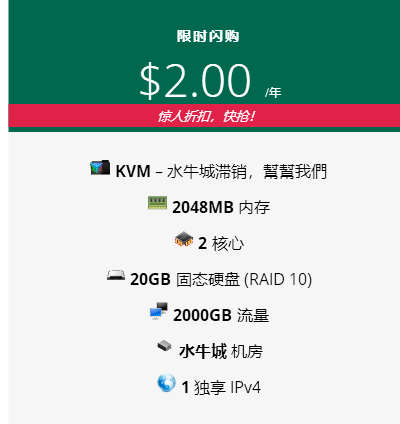 限时闪购
$2.00 /年
惊人折扣，快抢!
KVM – 水牛城滞销，幫幫我們
2048MB 内存
2 核心
20GB 固态硬盘 (RAID 10)
2000GB 流量
水牛城 机房
1 独享 IPv4